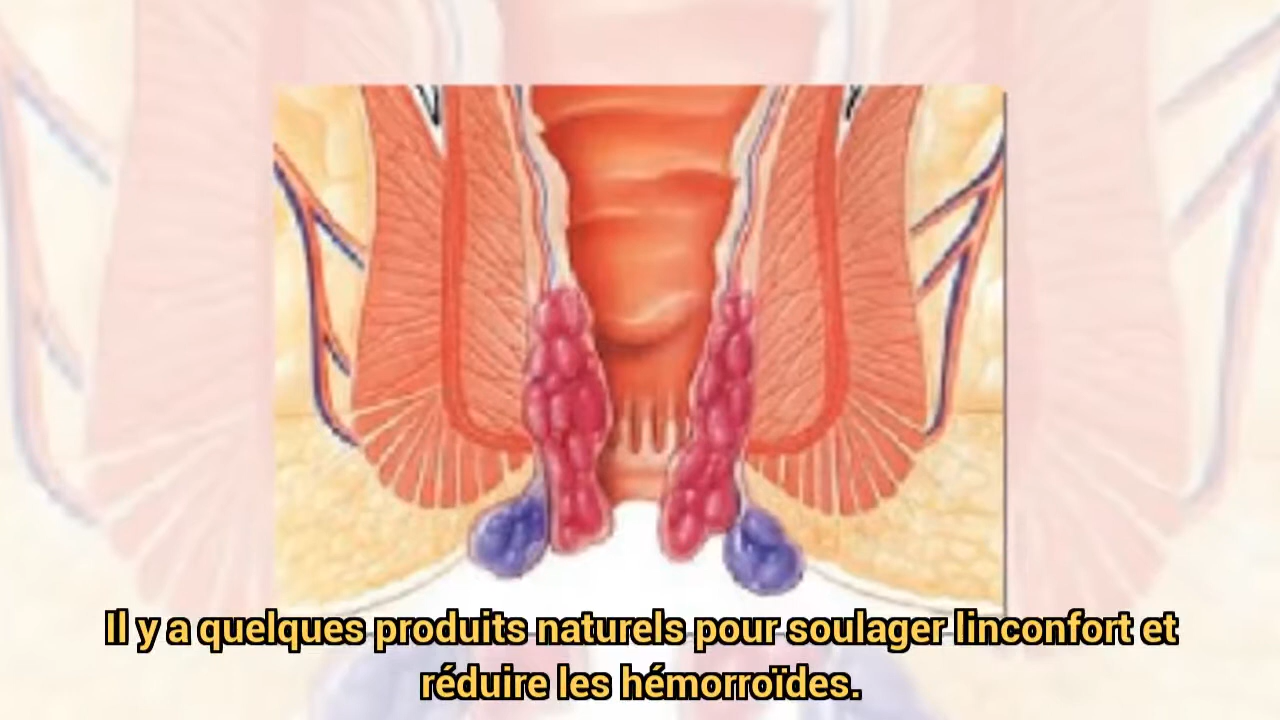 Il y a quelques produits naturels pour soulager linconfort et
réduire les hémorroïdes.